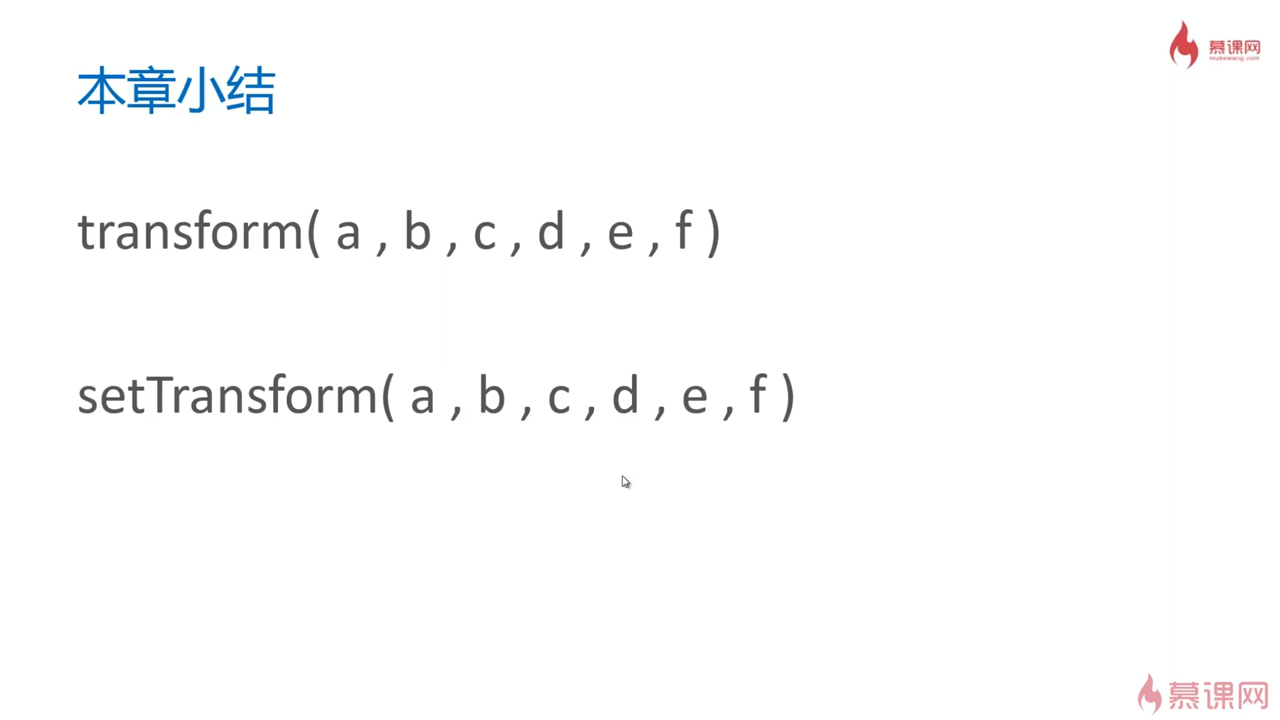 慕课网
mukewang.com
本章小结
transform( a , b , c , d , e , f )
setTransform( a , b , c , d , e , f )
慕课网